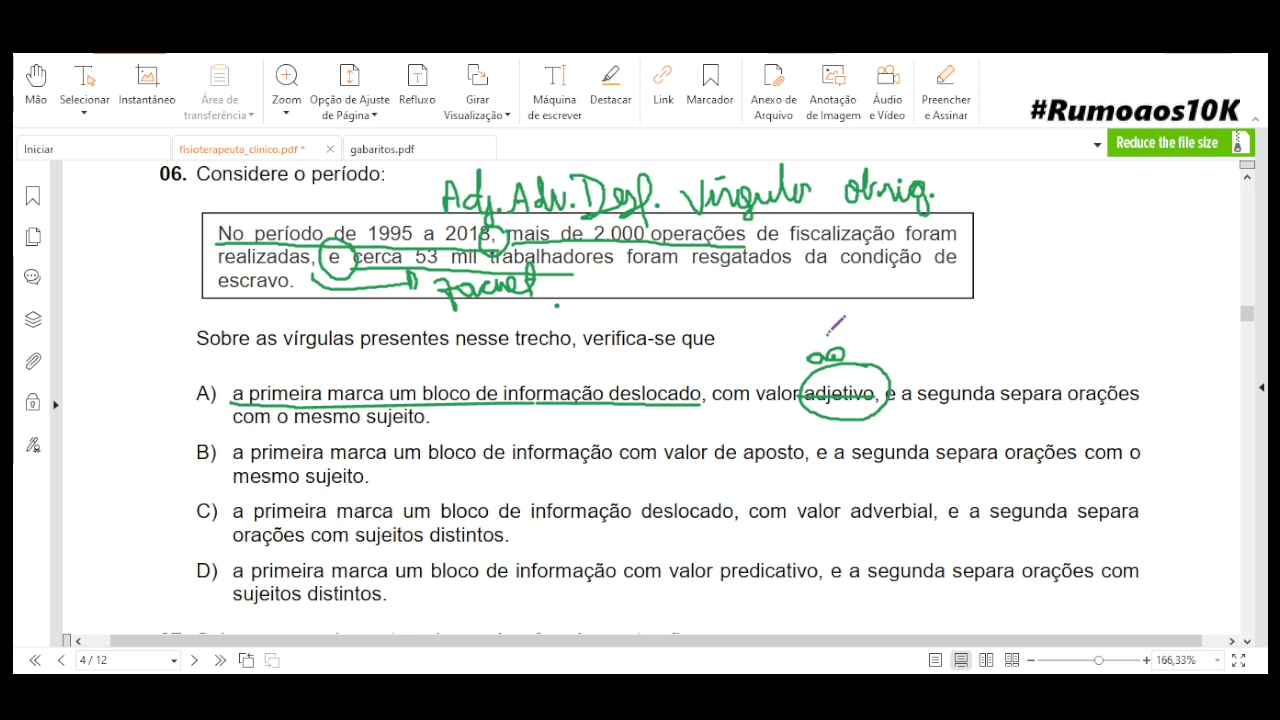 Mão Selecionar Instantâneo Área de transferência Zoom Opção de Ajuste de Página Refluxo Girar Visualização Máquina de escrever Destacar Link Marcador Anexo de Arquivo Anotação de Imagem Áudio e Vídeo Preencher e Assinar
#Rumoaos10K
Reduce the file size
Iniciar fisioterapeuta_clínico.pdf * gabaritos.pdf
06. Considere o período:
Adj. Adv. Desl. Vírgula obrig.
No período de 1995 a 2018, mais de 2.000 operações de fiscalização foram
realizadas, e cerca 53 mil trabalhadores foram resgatados da condição de
escravo.
Sobre as vírgulas presentes nesse trecho, verifica-se que
A) a primeira marca um bloco de informação deslocado, com valor adjetivo, e a segunda separa orações
com o mesmo sujeito.
B) a primeira marca um bloco de informação com valor de aposto, e a segunda separa orações com o
mesmo sujeito.
C) a primeira marca um bloco de informação deslocado, com valor adverbial, e a segunda separa
orações com sujeitos distintos.
D) a primeira marca um bloco de informação com valor predicativo, e a segunda separa orações com
sujeitos distintos.
4 / 12
166,33%